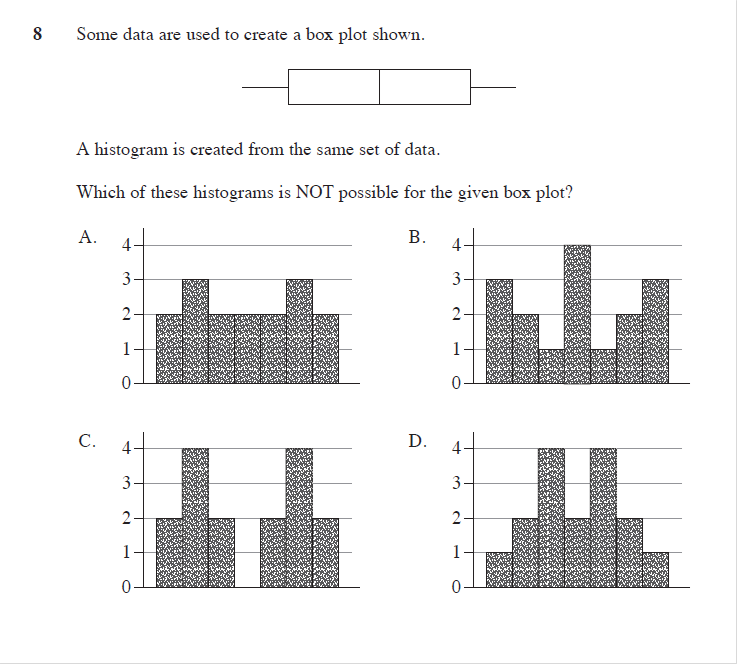 8 Some data are used to create a box plot shown.
A histogram is created from the same set of data.
Which of these histograms is NOT possible for the given box plot?
A.
4
3
2
1
0
B.
4
3
2
1
0
C.
4
3
2
1
0
D.
4
3
2
1
0